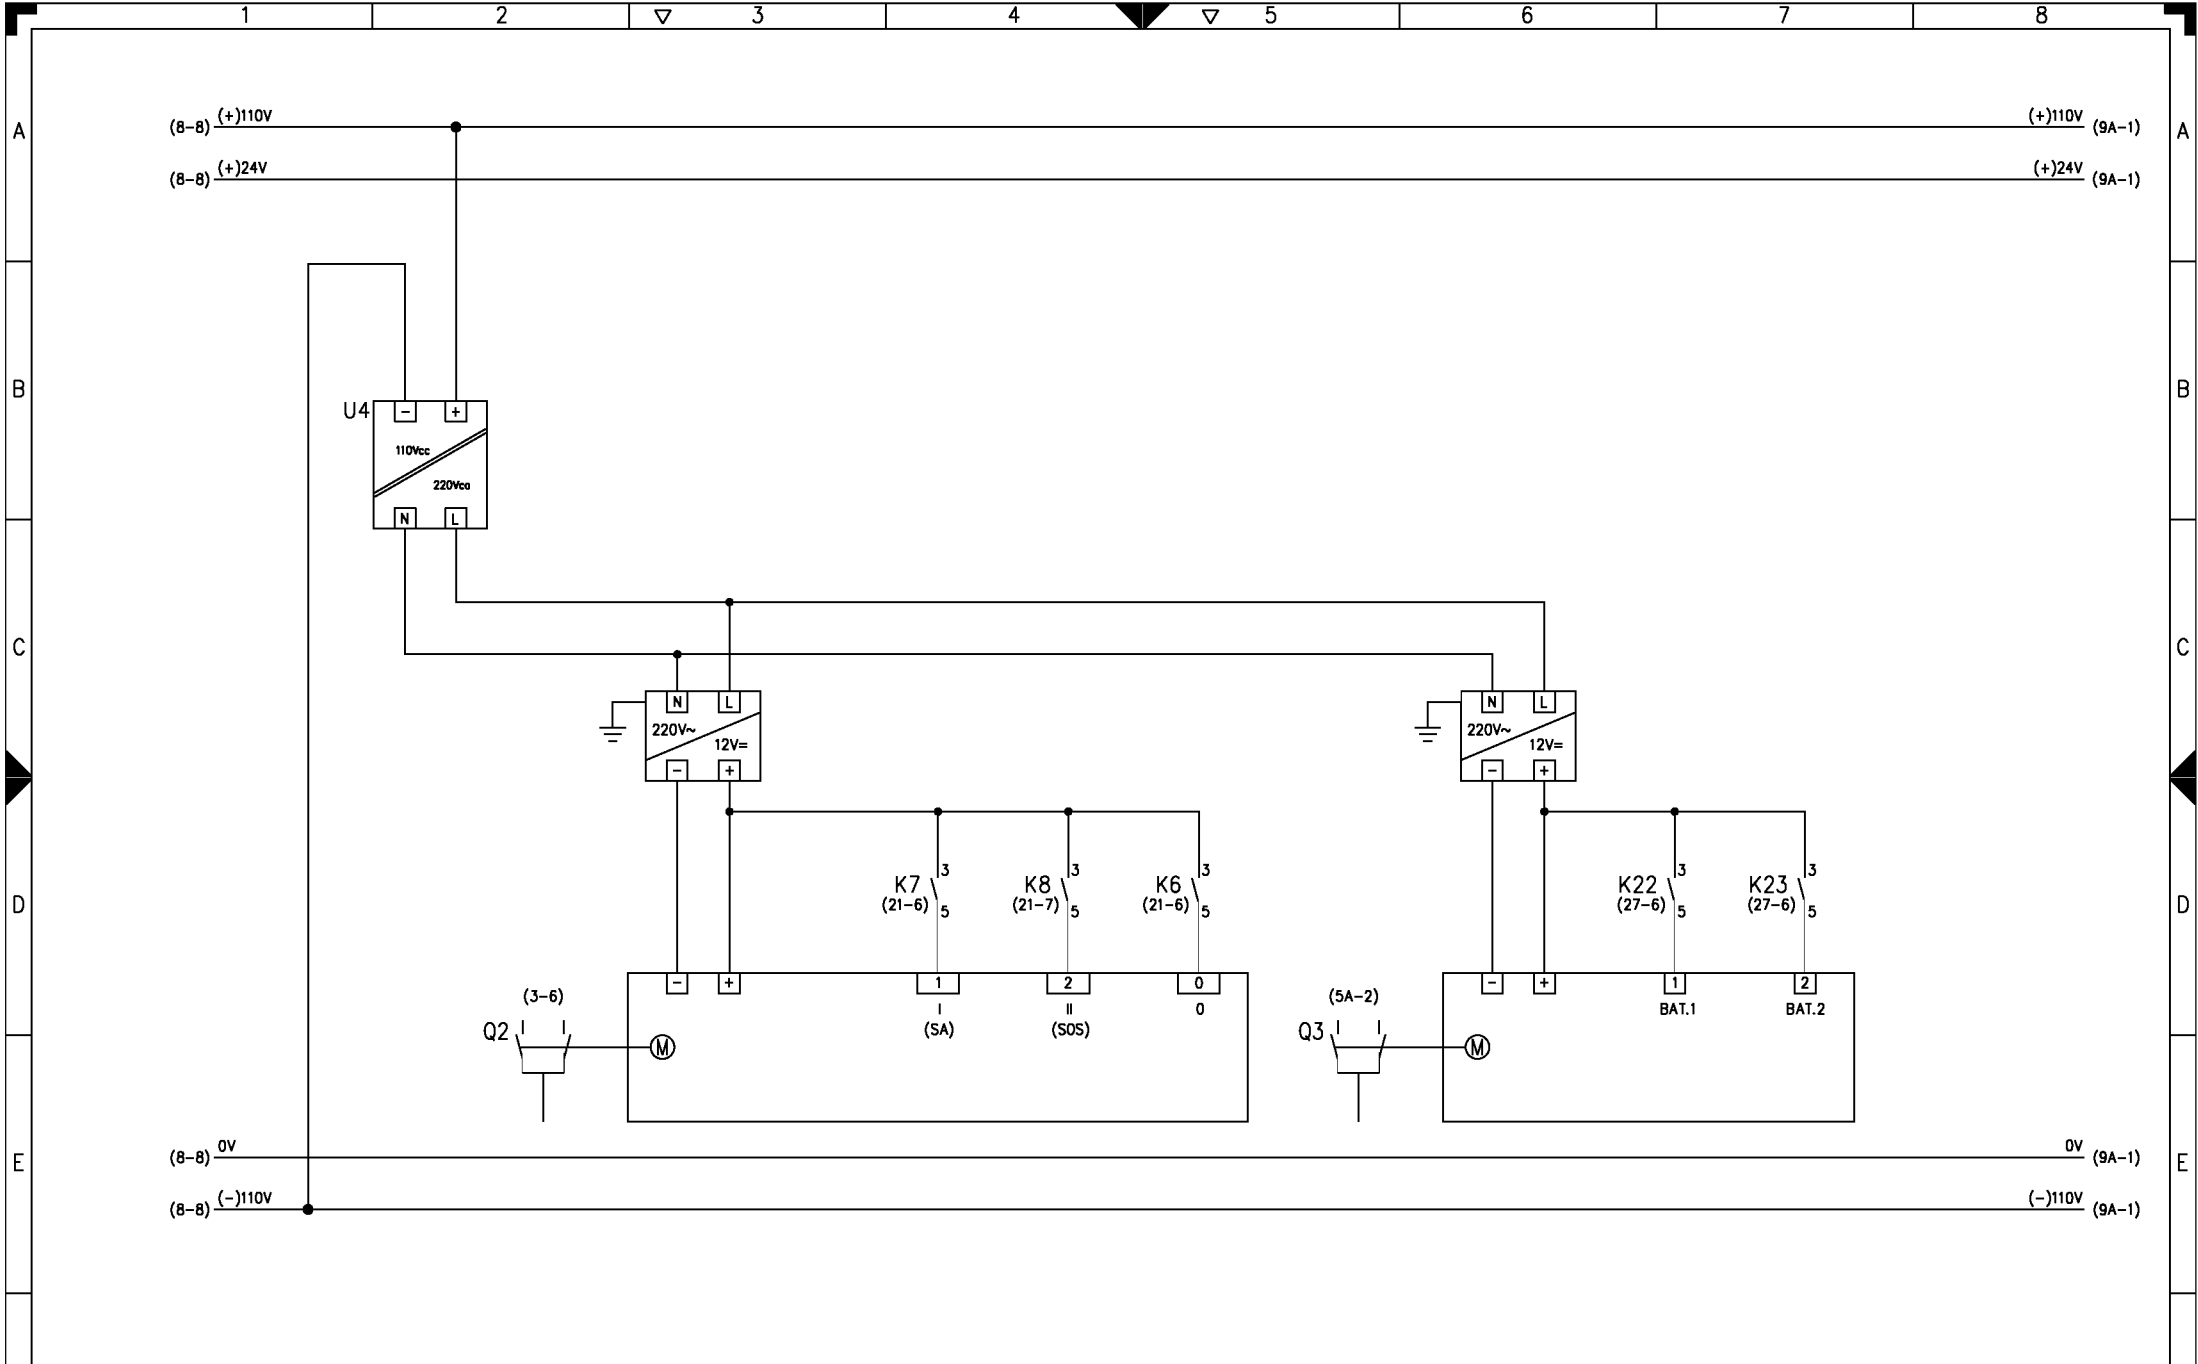 1 2 3 4 5 6 7 8
A A
(8-8) (+)110V (+)110V (9A-1)
(8-8) (+)24V (+)24V (9A-1)
B B
U4 - +
110Vcc
220Vca
N L
C C
N L N L
220V~ 220V~
12V= 12V=
- + - +
3 3 3 3 3
K7 K8 K6 K22 K23
D D
(21-6) (21-7) (21-6) (27-6) (27-6)
5 5 5 5 5
- + 1 2 0 - + 1 2
(3-6) (5A-2)
I II 0 BAT.1 BAT.2
(SA) (SOS)
Q2 Q3
M M
0V 0V
(8-8) (9A-1)
E E
(8-8) (-)110V (-)110V (9A-1)